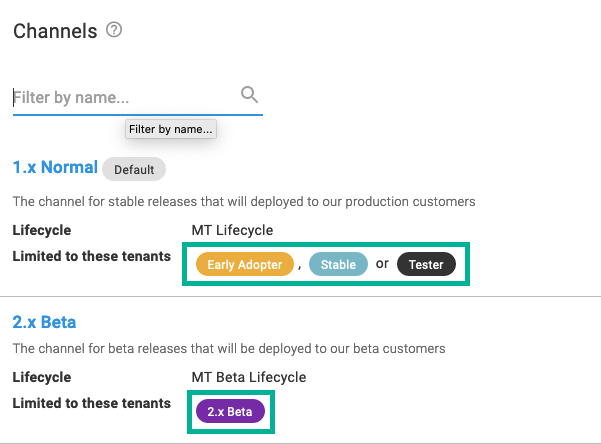 Channels ?
Filter by name...
Filter by name...
1.x Normal Default
The channel for stable releases that will deployed to our production customers
Lifecycle MT Lifecycle
Limited to these tenants Early Adopter , Stable or Tester
2.x Beta
The channel for beta releases that will be deployed to our beta customers
Lifecycle MT Beta Lifecycle
Limited to these tenants 2.x Beta